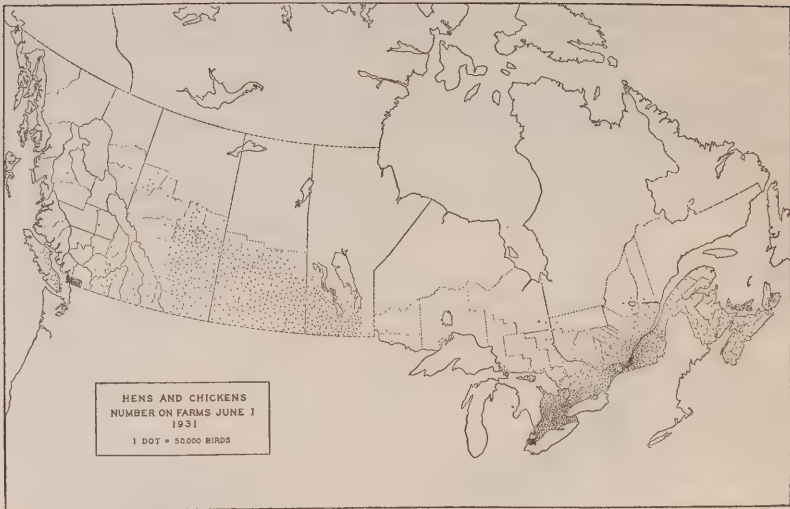 HENS AND CHICKENS
NUMBER ON FARMS JUNE 1
1931
1 DOT = 50,000 BIRDS